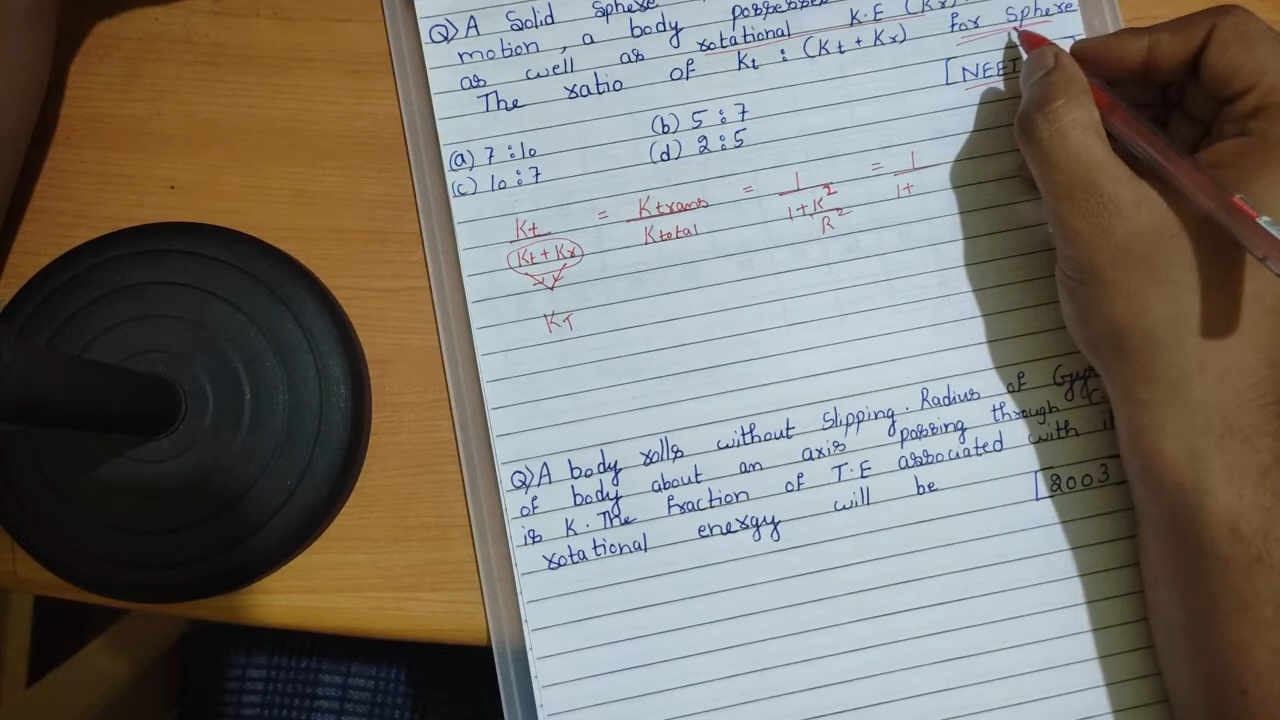 Q) A Solid Sphere
motion, a body possesses
as well as rotational K.E (Kr).
The ratio of Kt : (Kt + Kr) for sphere
[NEET
(a) 7:10 (b) 5:7
(c) 10:7 (d) 2:5
Kt/(Kt + Kr) = Ktrans/Ktotal = 1/(1+K²/R²) = 1/(1+
KT
Q) A body rolls without slipping. Radius of
of body about an axis passing through
is K. The fraction of T.E associated with
rotational energy will be [2003